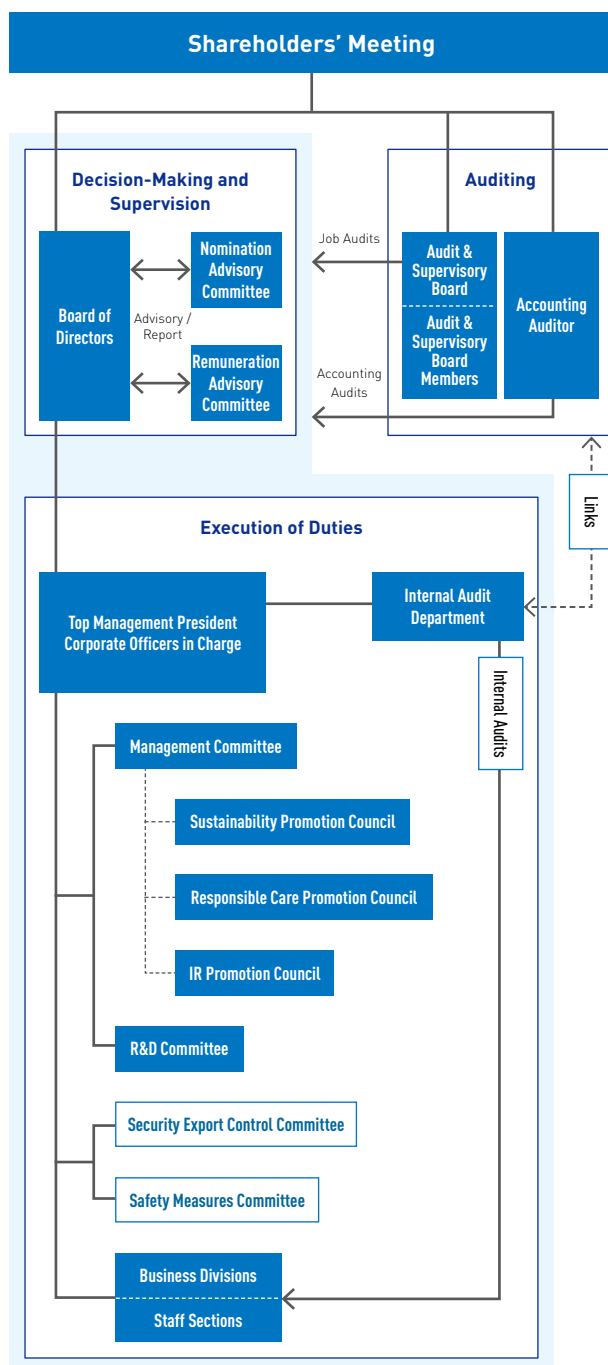 Shareholders’ Meeting
Decision-Making and
Supervision
Auditing
Board of
Directors
Nomination
Advisory
Committee
Advisory /
Report
Remuneration
Advisory
Committee
Job Audits
Accounting
Audits
Audit &
Supervisory
Board
Audit &
Supervisory
Board
Members
Accounting
Auditor
Links
Execution of Duties
Top Management President
Corporate Officers in Charge
Internal Audit
Department
Internal Audits
Management Committee
Sustainability Promotion Council
Responsible Care Promotion Council
IR Promotion Council
R&D Committee
Security Export Control Committee
Safety Measures Committee
Business Divisions
Staff Sections